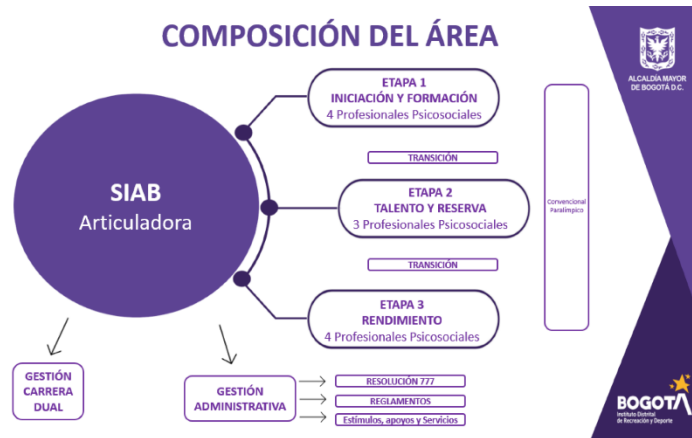 COMPOSICIÓN DEL ÁREA
ALCALDÍA MAYOR
DE BOGOTÁ D.C.
ETAPA 1
INICIACIÓN Y FORMACIÓN
4 Profesionales Psicosociales
TRANSICIÓN
SIAB
Articuladora
ETAPA 2
TALENTO Y RESERVA
3 Profesionales Psicosociales
Convencional
Paralímpico
TRANSICIÓN
ETAPA 3
RENDIMIENTO
4 Profesionales Psicosociales
GESTIÓN
CARRERA
DUAL
GESTIÓN
ADMINISTRATIVA
RESOLUCIÓN 777
REGLAMENTOS
Estímulos, apoyos y Servicios
BOGOTÁ
Instituto Distrital
de Recreación y Deporte